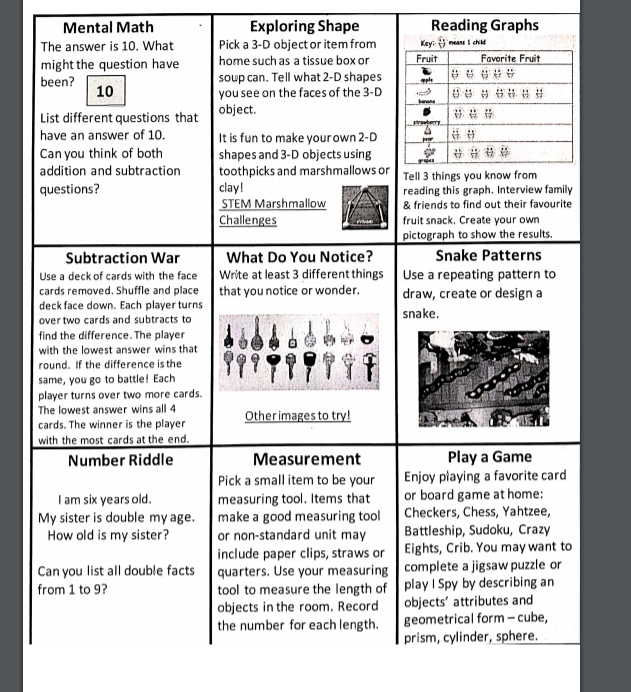 Mental Math
The answer is 10. What
might the question have
been?
10
List different questions that
have an answer of 10.
Can you think of both
addition and subtraction
questions?
Exploring Shape
Pick a 3-D object or item from
home such as a tissue box or
soup can. Tell what 2-D shapes
you see on the faces of the 3-D
object.
It is fun to make your own 2-D
shapes and 3-D objects using
toothpicks and marshmallows or
clay!
STEM Marshmallow
Challenges
Reading Graphs
Key: means 1 child
Fruit Favorite Fruit
apple
banana
strawberry
pear
grapes
Tell 3 things you know from
reading this graph. Interview family
& friends to find out their favourite
fruit snack. Create your own
pictograph to show the results.
Subtraction War
Use a deck of cards with the face
cards removed. Shuffle and place
deck face down. Each player turns
over two cards and subtracts to
find the difference. The player
with the lowest answer wins that
round. If the difference is the
same, you go to battle! Each
player turns over two more cards.
The lowest answer wins all 4
cards. The winner is the player
with the most cards at the end.
What Do You Notice?
Write at least 3 different things
that you notice or wonder.
Other images to try!
Snake Patterns
Use a repeating pattern to
draw, create or design a
snake.
Number Riddle
I am six years old.
My sister is double my age.
How old is my sister?
Can you list all double facts
from 1 to 9?
Measurement
Pick a small item to be your
measuring tool. Items that
make a good measuring tool
or non-standard unit may
include paper clips, straws or
quarters. Use your measuring
tool to measure the length of
objects in the room. Record
the number for each length.
Play a Game
Enjoy playing a favorite card
or board game at home:
Checkers, Chess, Yahtzee,
Battleship, Sudoku, Crazy
Eights, Crib. You may want to
complete a jigsaw puzzle or
play I Spy by describing an
objects' attributes and
geometrical form – cube,
prism, cylinder, sphere.